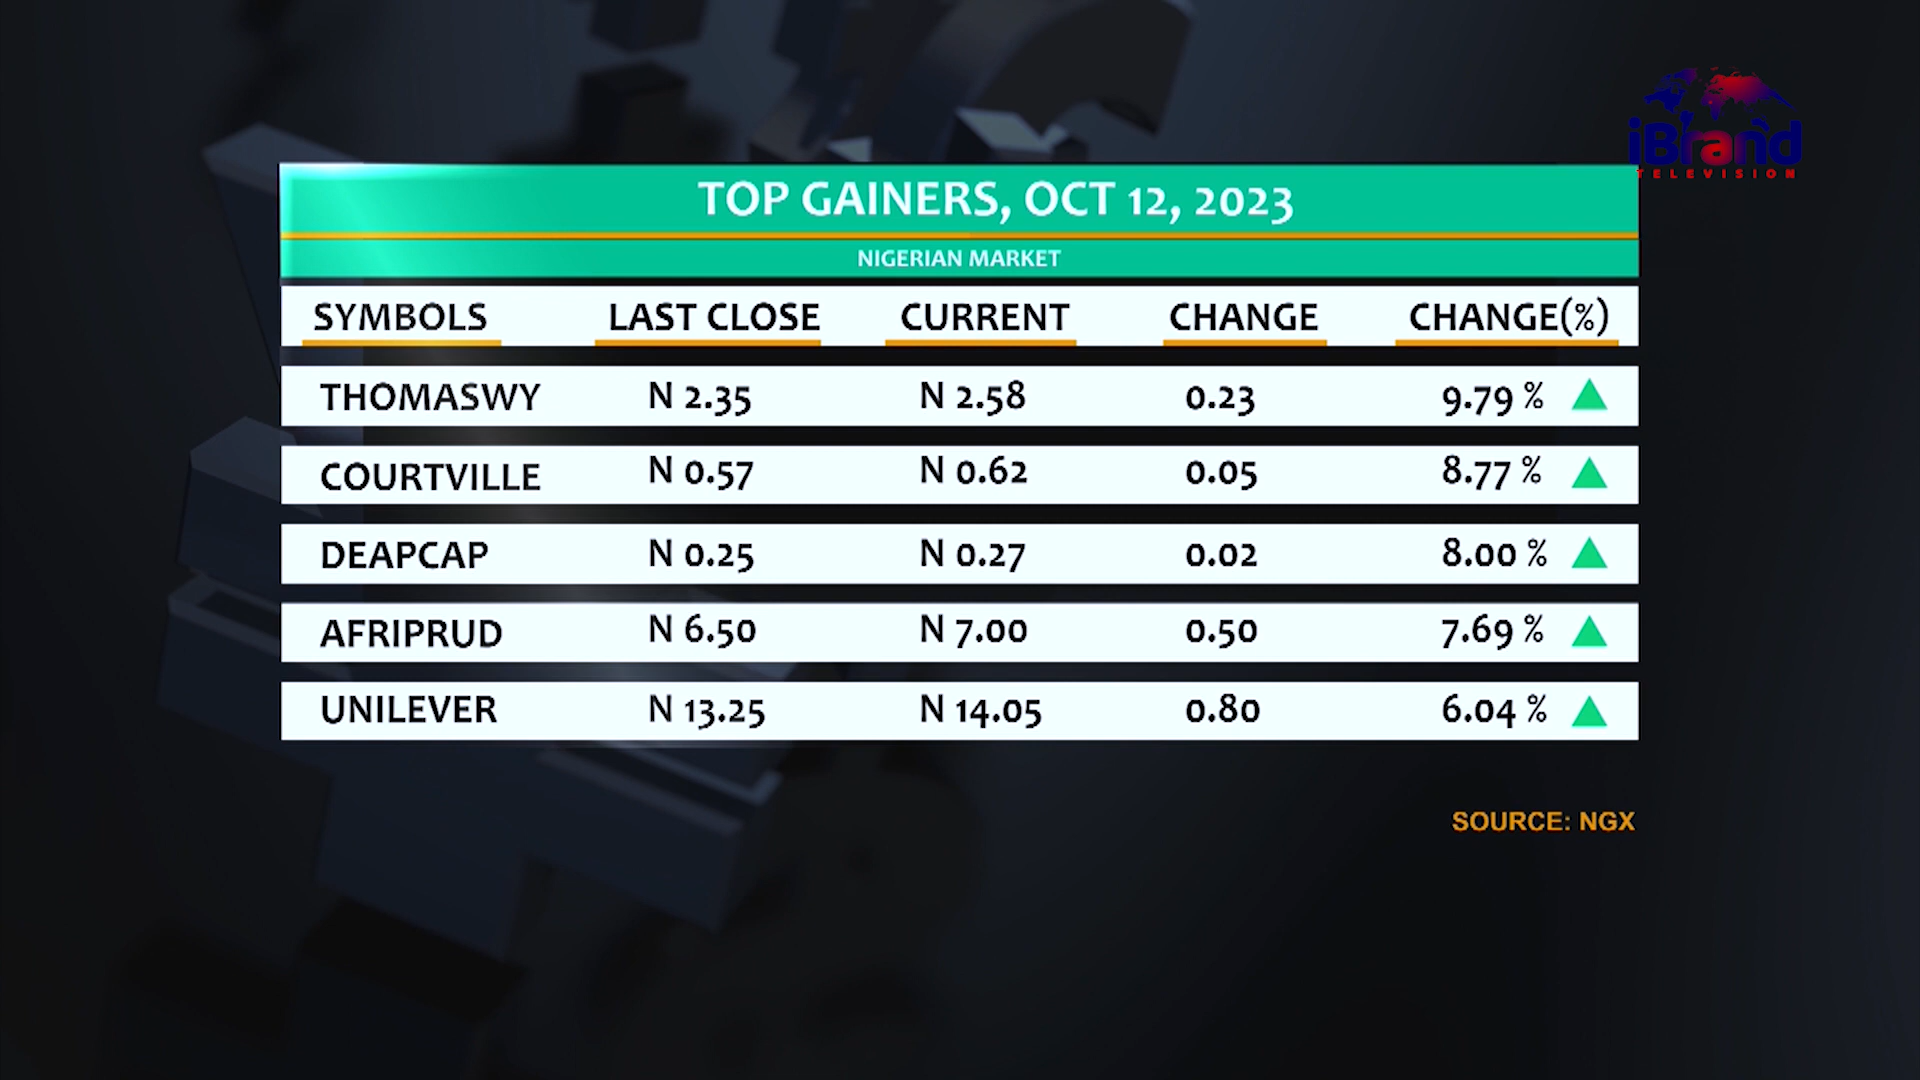 iBrand
TELEVISION
TOP GAINERS, OCT 12, 2023
NIGERIAN MARKET
SYMBOLS LAST CLOSE CURRENT CHANGE CHANGE(%)
THOMASWY N 2.35 N 2.58 0.23 9.79 %
COURTVILLE N 0.57 N 0.62 0.05 8.77 %
DEAPCAP N 0.25 N 0.27 0.02 8.00 %
AFRIPRUD N 6.50 N 7.00 0.50 7.69 %
UNILEVER N 13.25 N 14.05 0.80 6.04 %
SOURCE: NGX